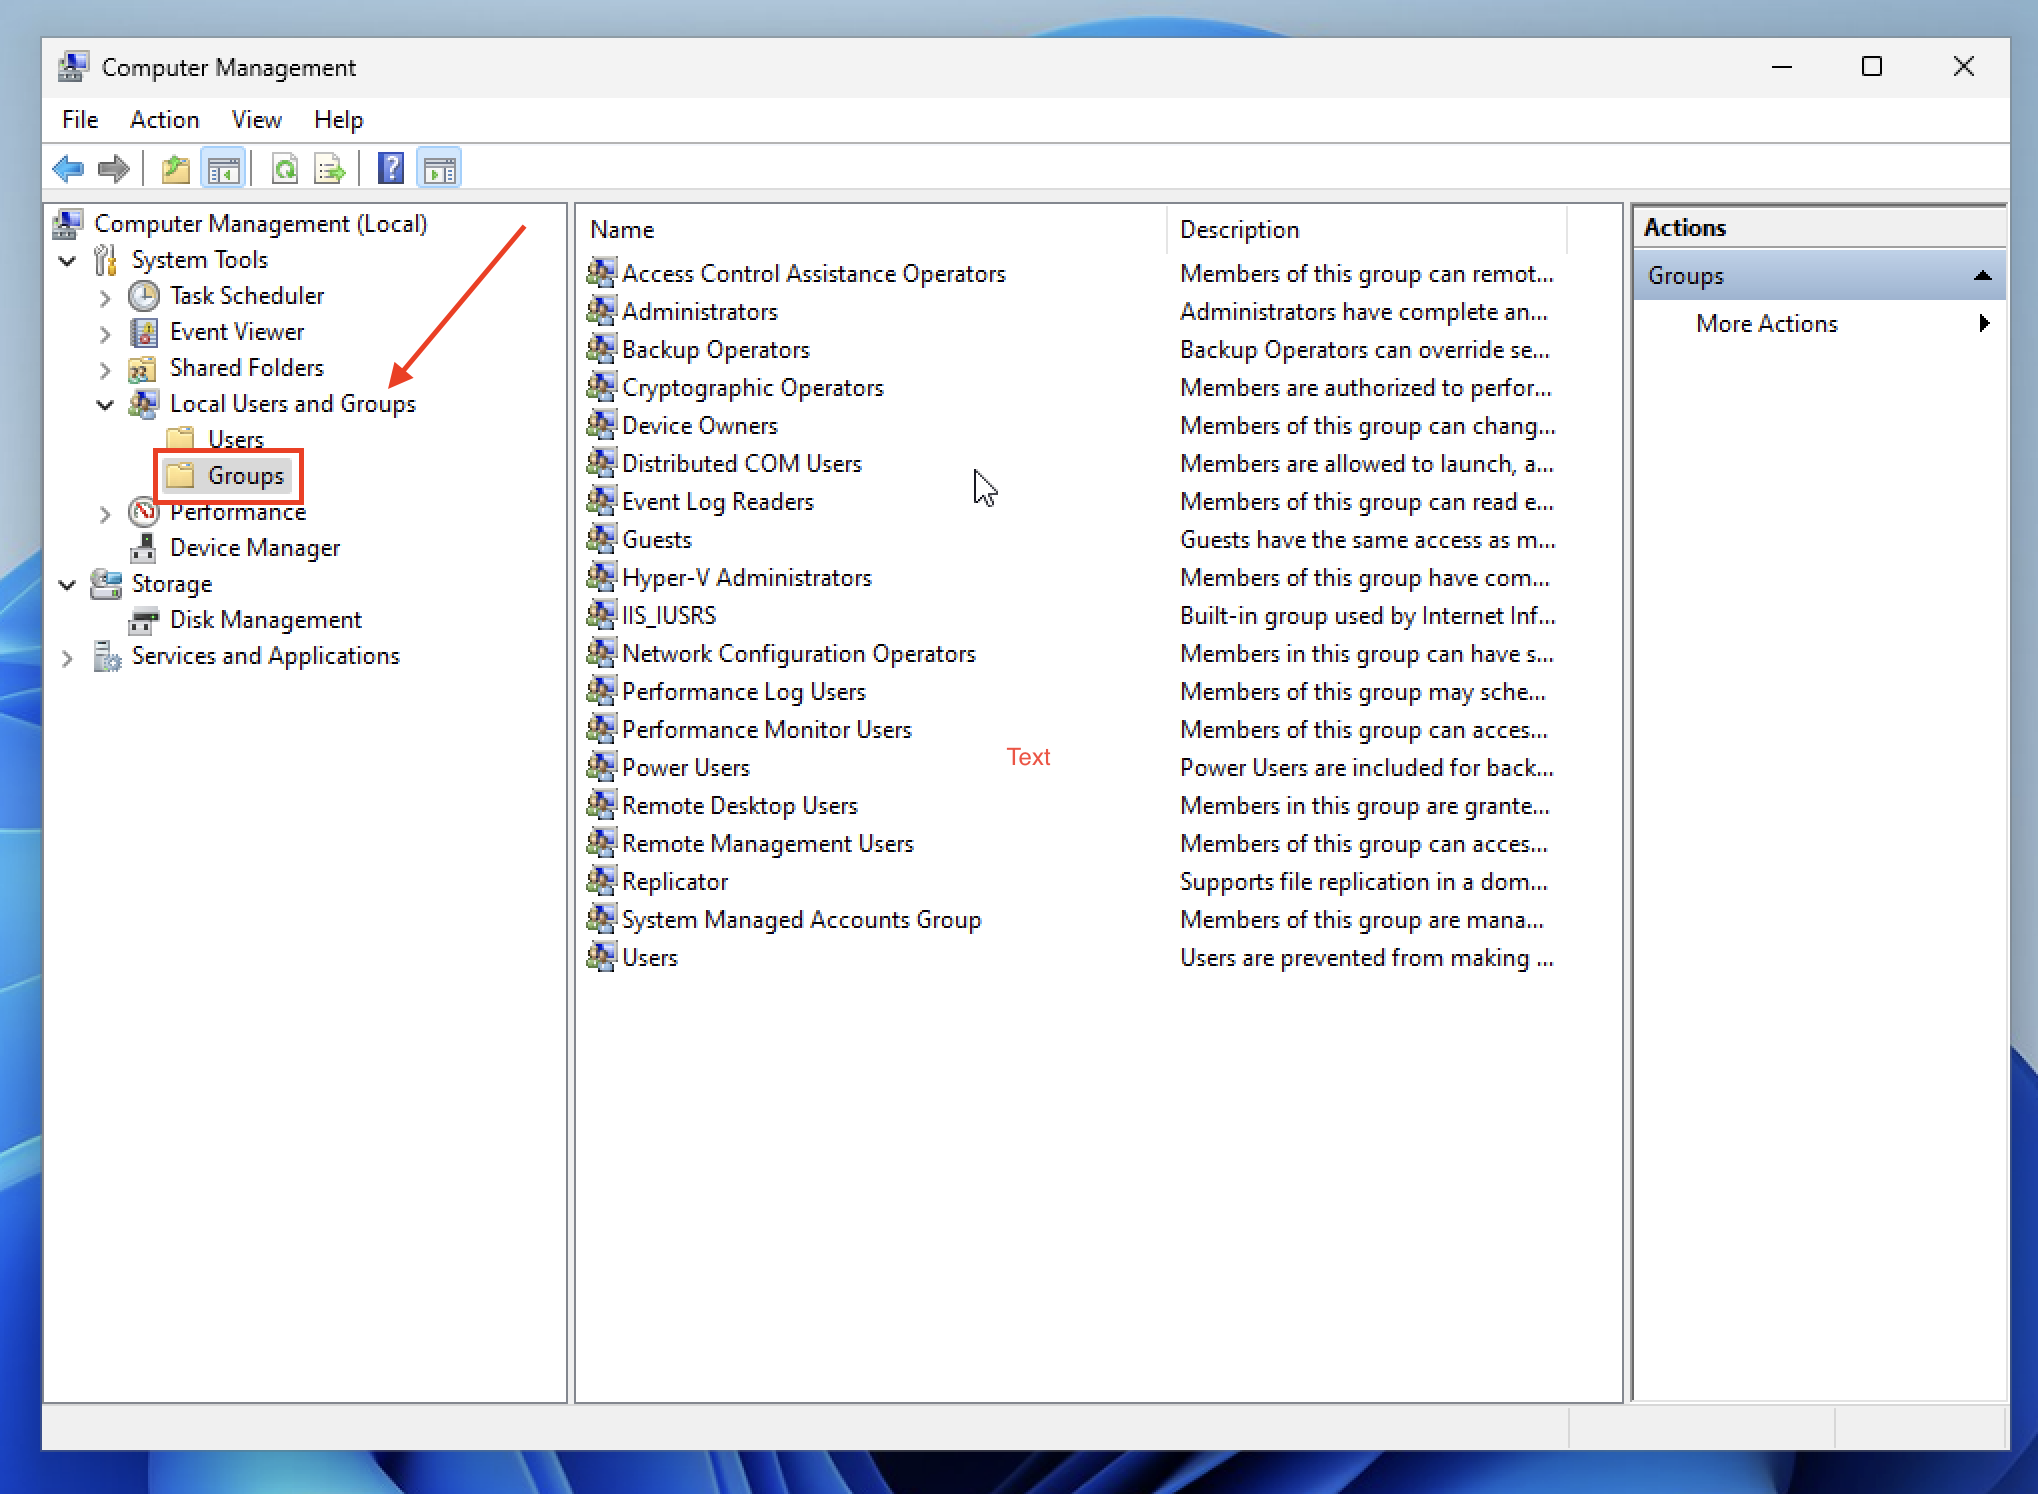 Computer Management
File Action View Help
Computer Management (Local)
System Tools
Task Scheduler
Event Viewer
Shared Folders
Local Users and Groups
Users
Groups
Performance
Device Manager
Storage
Disk Management
Services and Applications
Name Description
Access Control Assistance Operators Members of this group can remot...
Administrators Administrators have complete an...
Backup Operators Backup Operators can override se...
Cryptographic Operators Members are authorized to perfor...
Device Owners Members of this group can chang...
Distributed COM Users Members are allowed to launch, a...
Event Log Readers Members of this group can read e...
Guests Guests have the same access as m...
Hyper-V Administrators Members of this group have com...
IIS_IUSRS Built-in group used by Internet Inf...
Network Configuration Operators Members in this group can have s...
Performance Log Users Members of this group may sche...
Performance Monitor Users Members of this group can acces...
Text
Power Users Power Users are included for back...
Remote Desktop Users Members in this group are grante...
Remote Management Users Members of this group can acces...
Replicator Supports file replication in a dom...
System Managed Accounts Group Members of this group are mana...
Users Users are prevented from making ...
Actions
Groups
More Actions